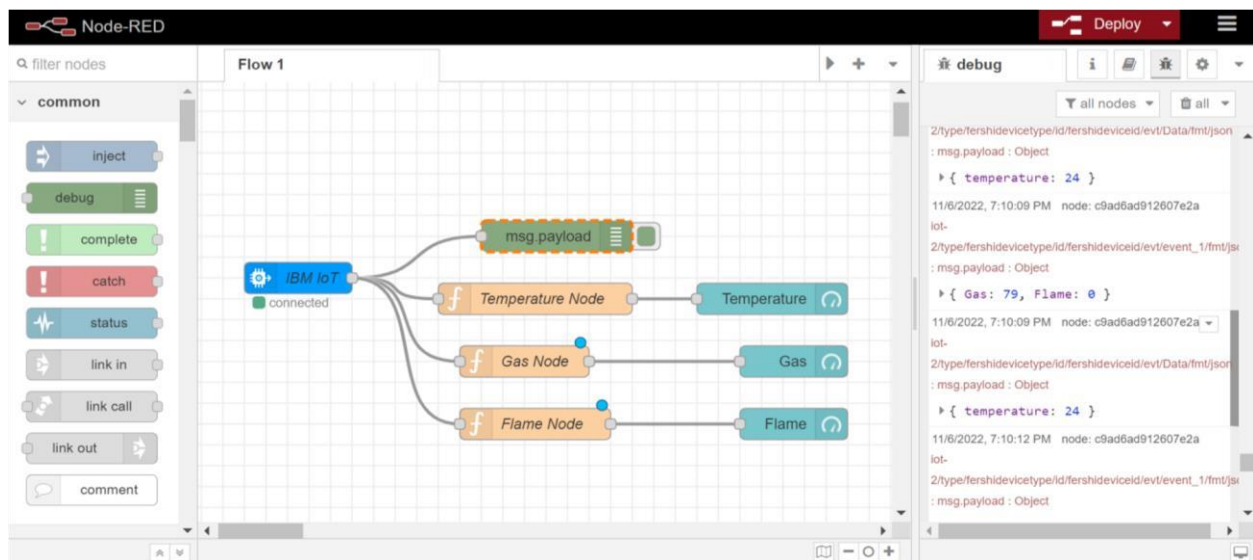 Node-RED
Deploy
filter nodes
common
inject
debug
complete
catch
status
link in
link call
link out
comment
Flow 1
msg.payload
IBM IoT
connected
Temperature Node
Temperature
Gas Node
Gas
Flame Node
Flame
debug
all nodes
all
2/type/fershidevicetype/id/fershideviceid/evt/Data/fmt/json
: msg.payload : Object
{ temperature: 24 }
11/6/2022, 7:10:09 PM node: c9ad6ad912607e2a
iot-
2/type/fershidevicetype/id/fershideviceid/evt/event_1/fmt/jso
: msg.payload : Object
{ Gas: 79, Flame: 0 }
11/6/2022, 7:10:09 PM node: c9ad6ad912607e2a
iot-
2/type/fershidevicetype/id/fershideviceid/evt/Data/fmt/json
: msg.payload : Object
{ temperature: 24 }
11/6/2022, 7:10:12 PM node: c9ad6ad912607e2a
iot-
2/type/fershidevicetype/id/fershideviceid/evt/event_1/fmt/jso
: msg.payload : Object